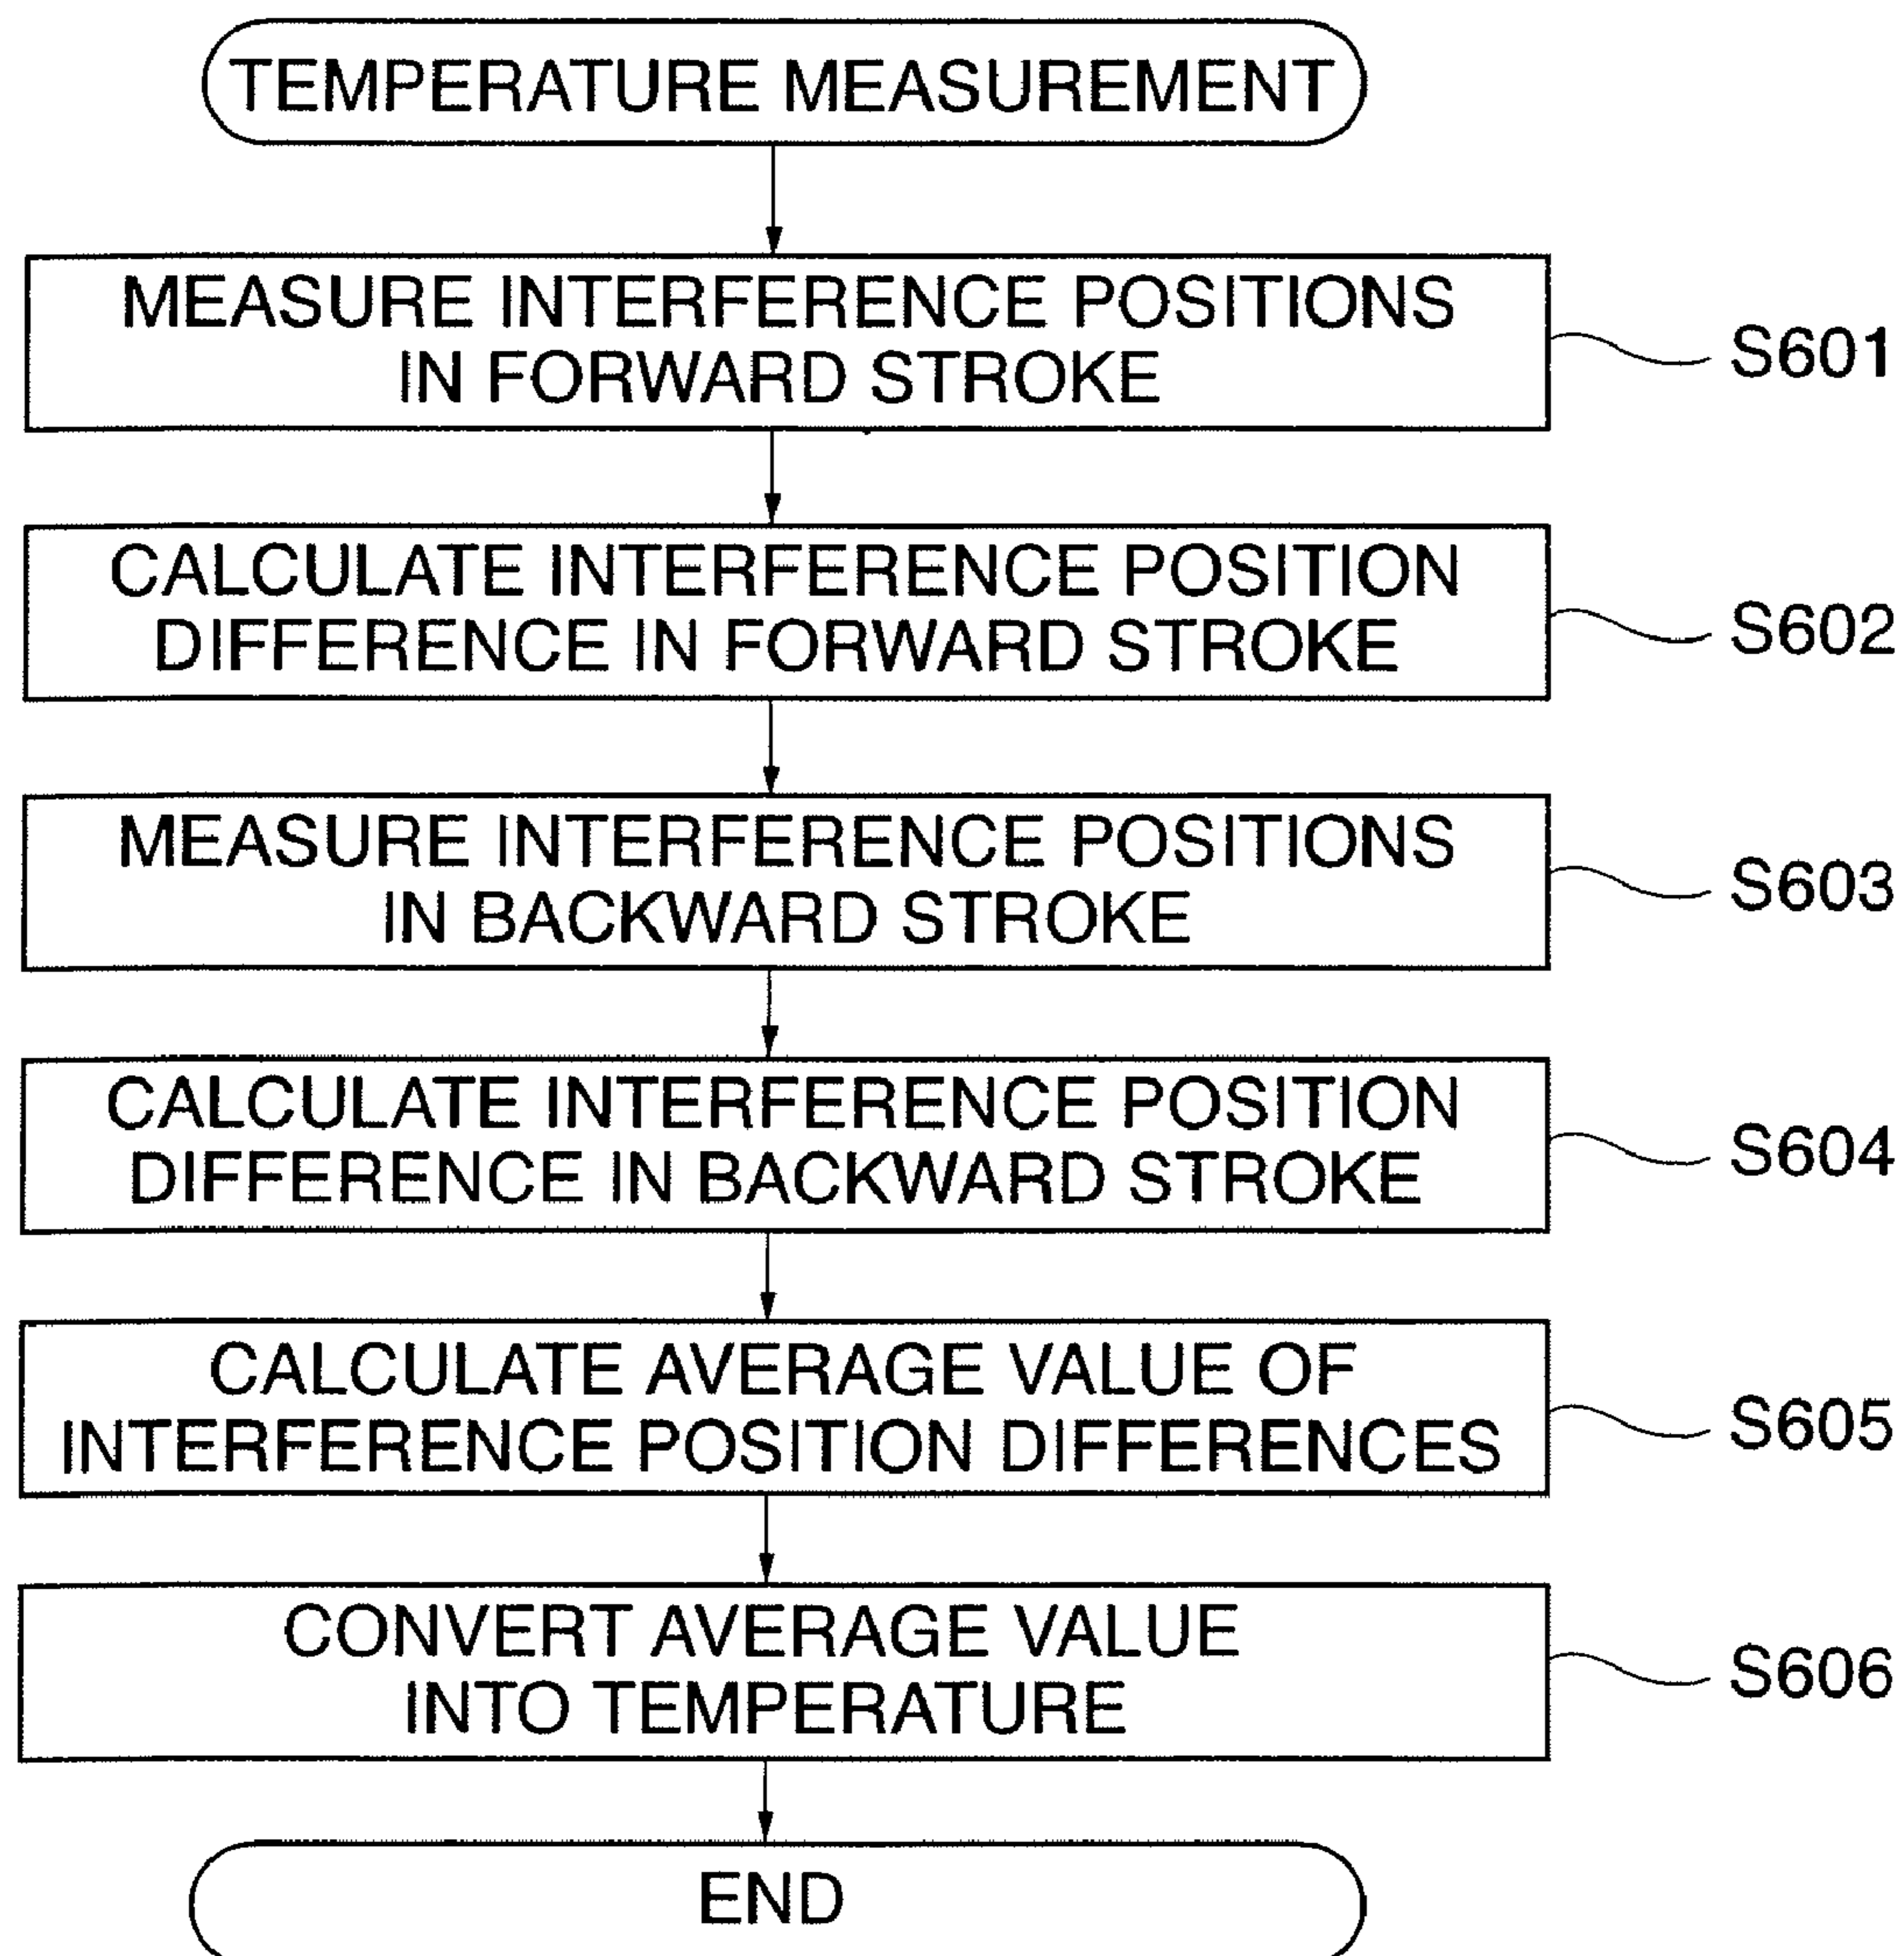 TEMPERATURE MEASUREMENT
MEASURE INTERFERENCE POSITIONS
IN FORWARD STROKE
S601
CALCULATE INTERFERENCE POSITION
DIFFERENCE IN FORWARD STROKE
S602
MEASURE INTERFERENCE POSITIONS
IN BACKWARD STROKE
S603
CALCULATE INTERFERENCE POSITION
DIFFERENCE IN BACKWARD STROKE
S604
CALCULATE AVERAGE VALUE OF
INTERFERENCE POSITION DIFFERENCES
S605
CONVERT AVERAGE VALUE
INTO TEMPERATURE
S606
END